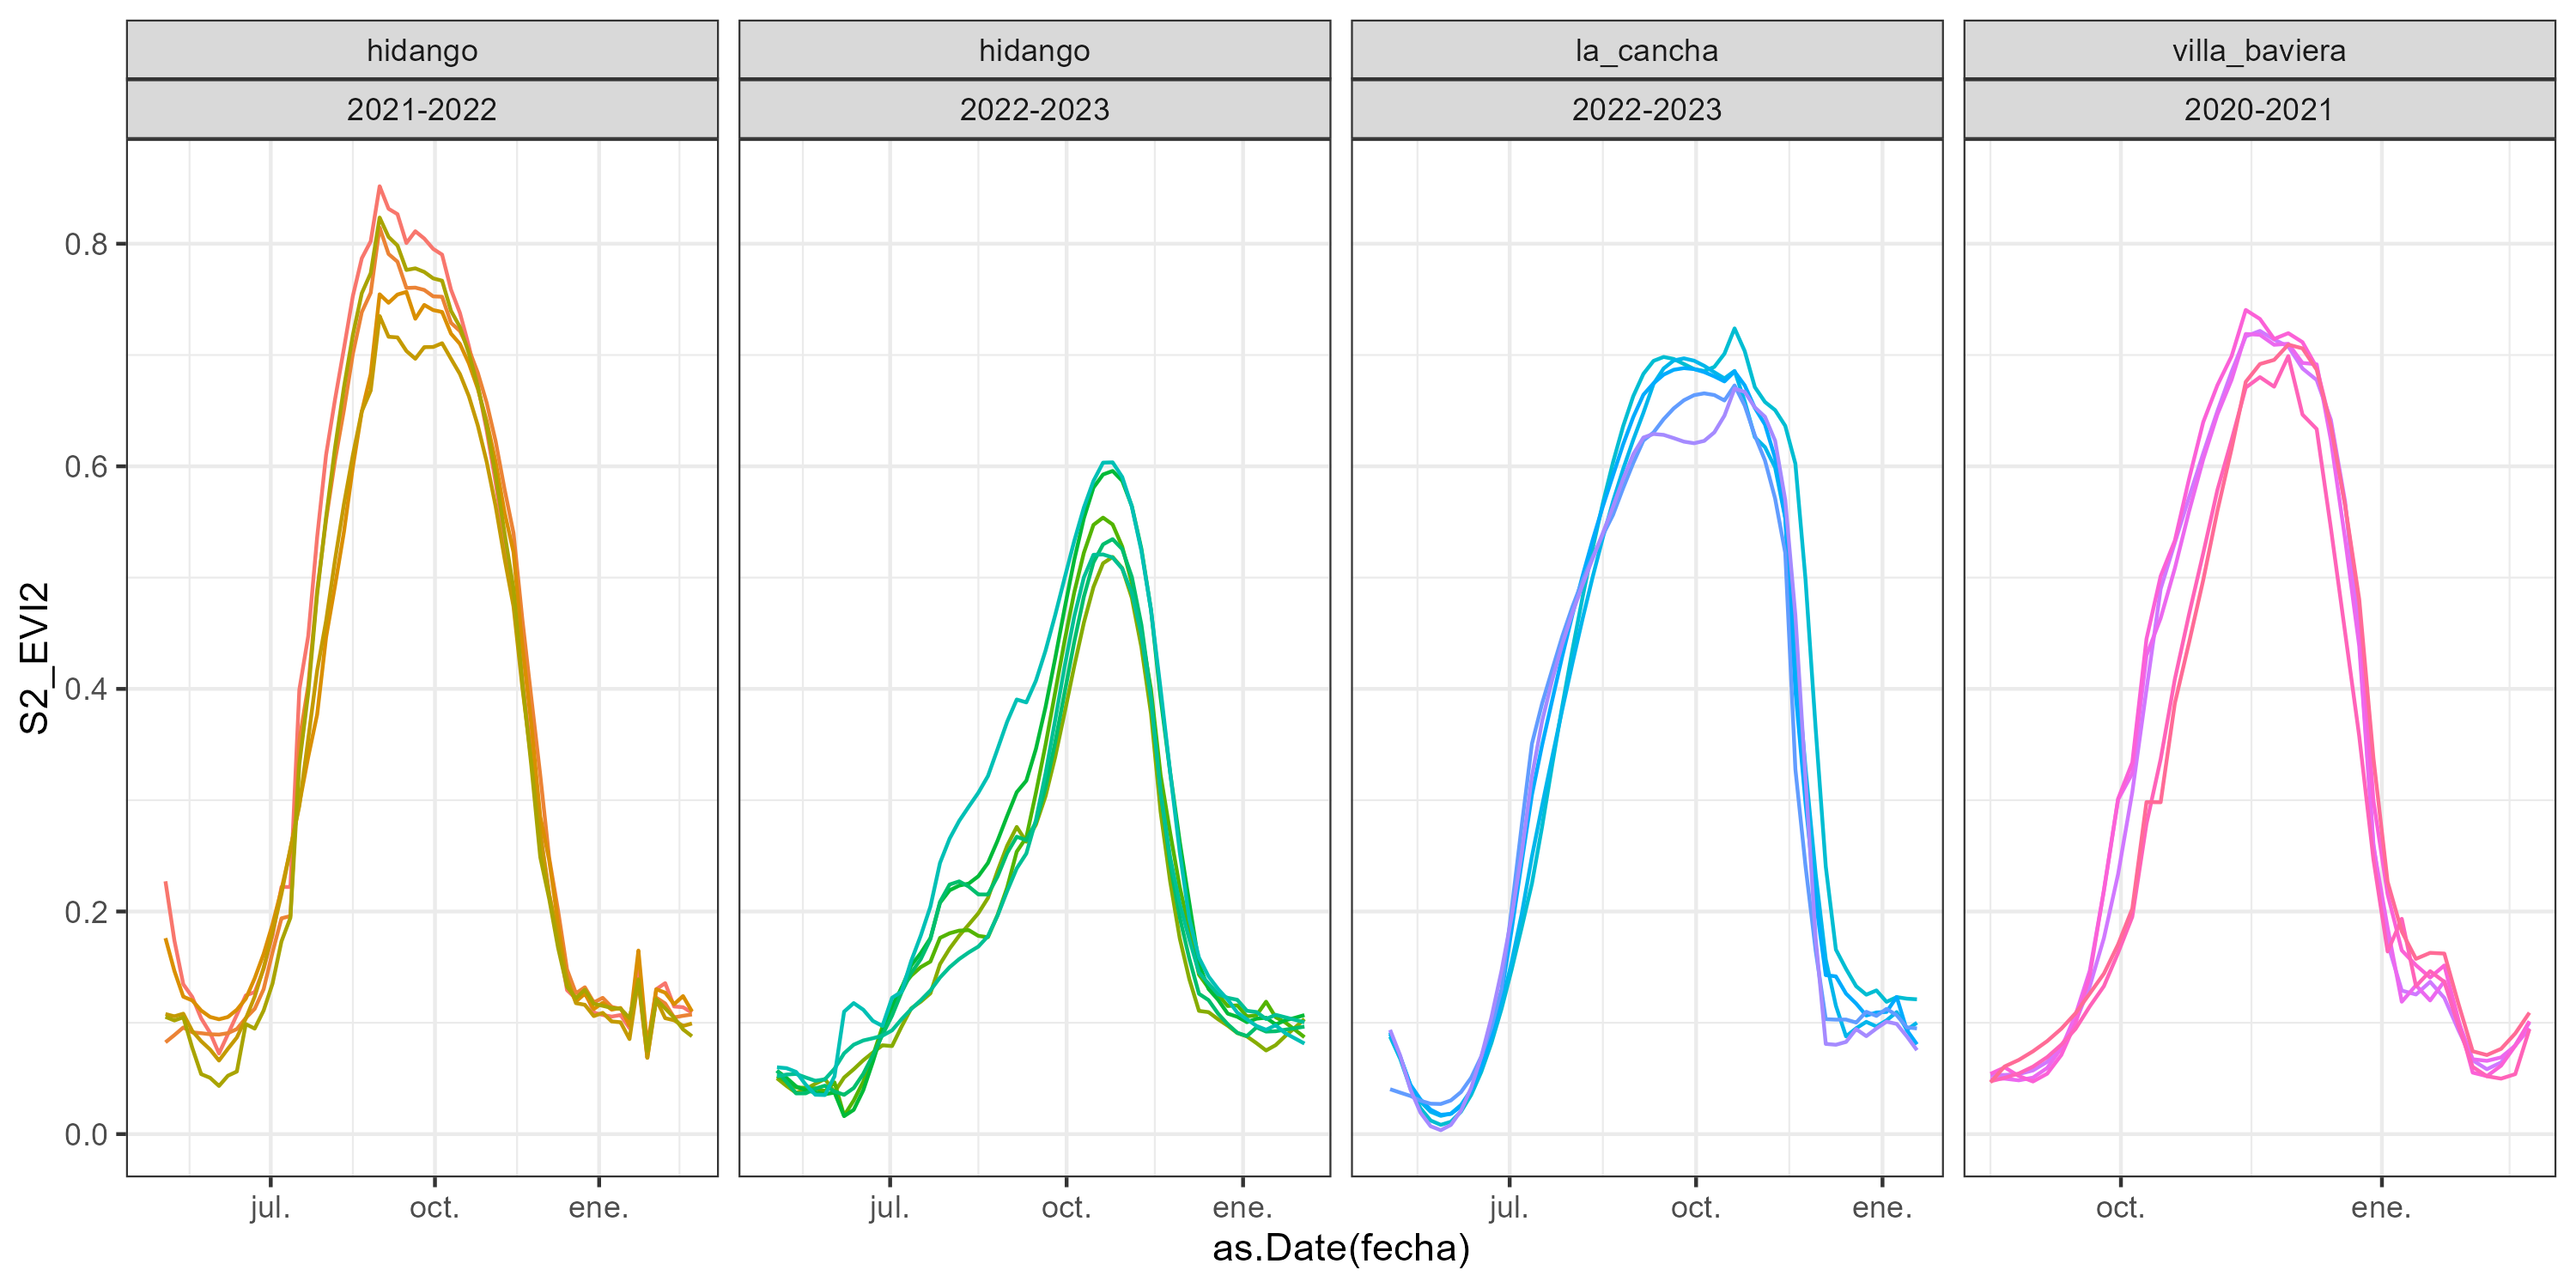 hidango hidango la_cancha villa_baviera
2021-2022 2022-2023 2022-2023 2020-2021
S2_EVI2
0.8
0.6
0.4
0.2
0.0
jul. oct. ene. jul. oct. ene. jul. oct. ene. oct. ene.
as.Date(fecha)